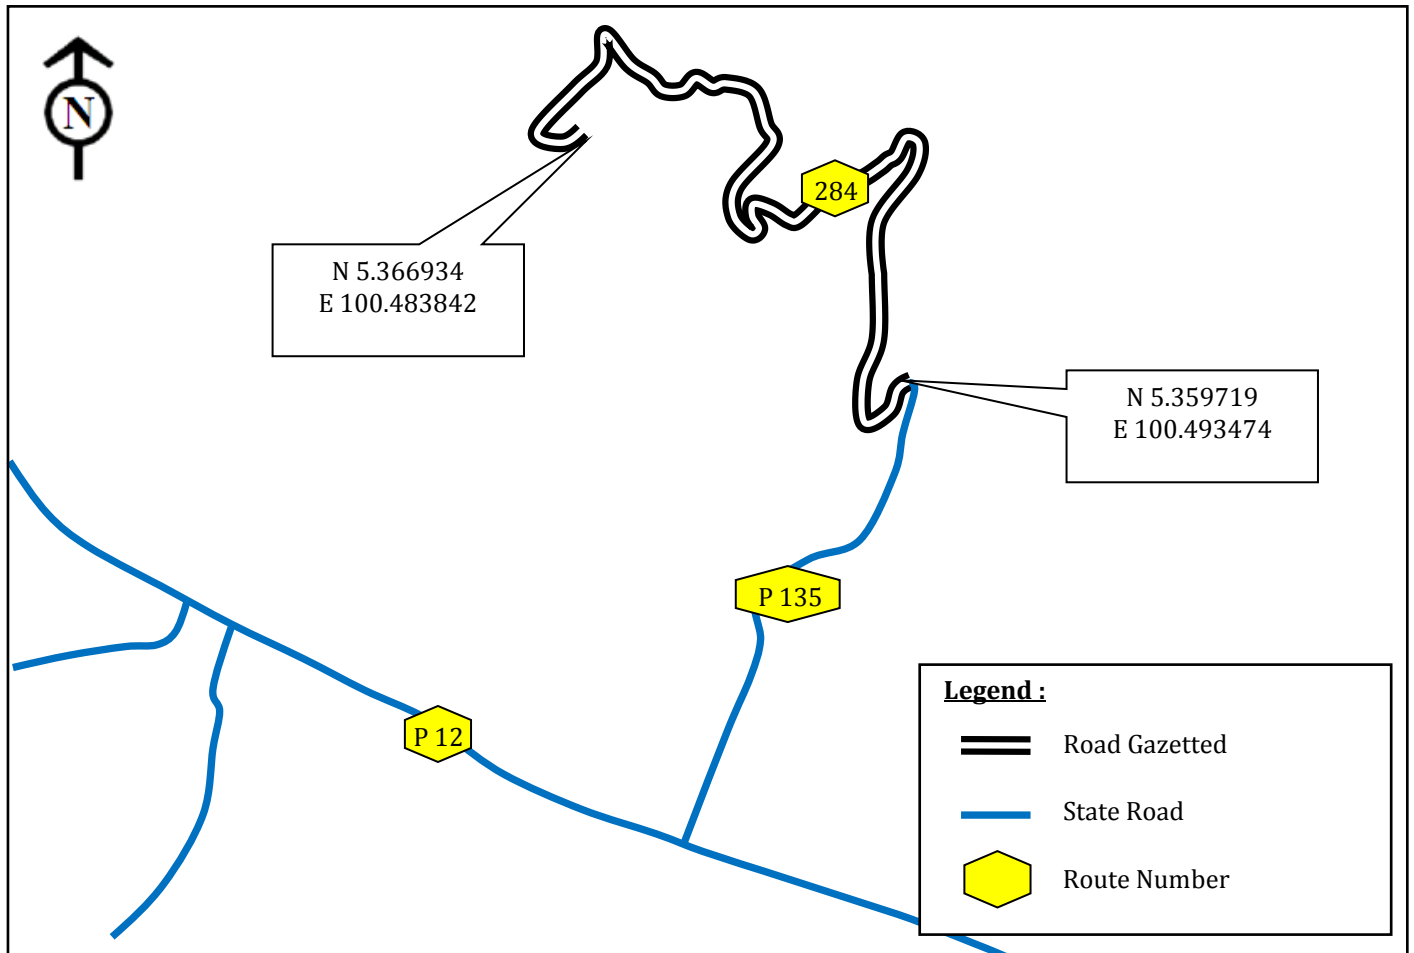 N
284
N 5.366934
E 100.483842
N 5.359719
E 100.493474
P 135
P 12
Legend :
Road Gazetted
State Road
Route Number